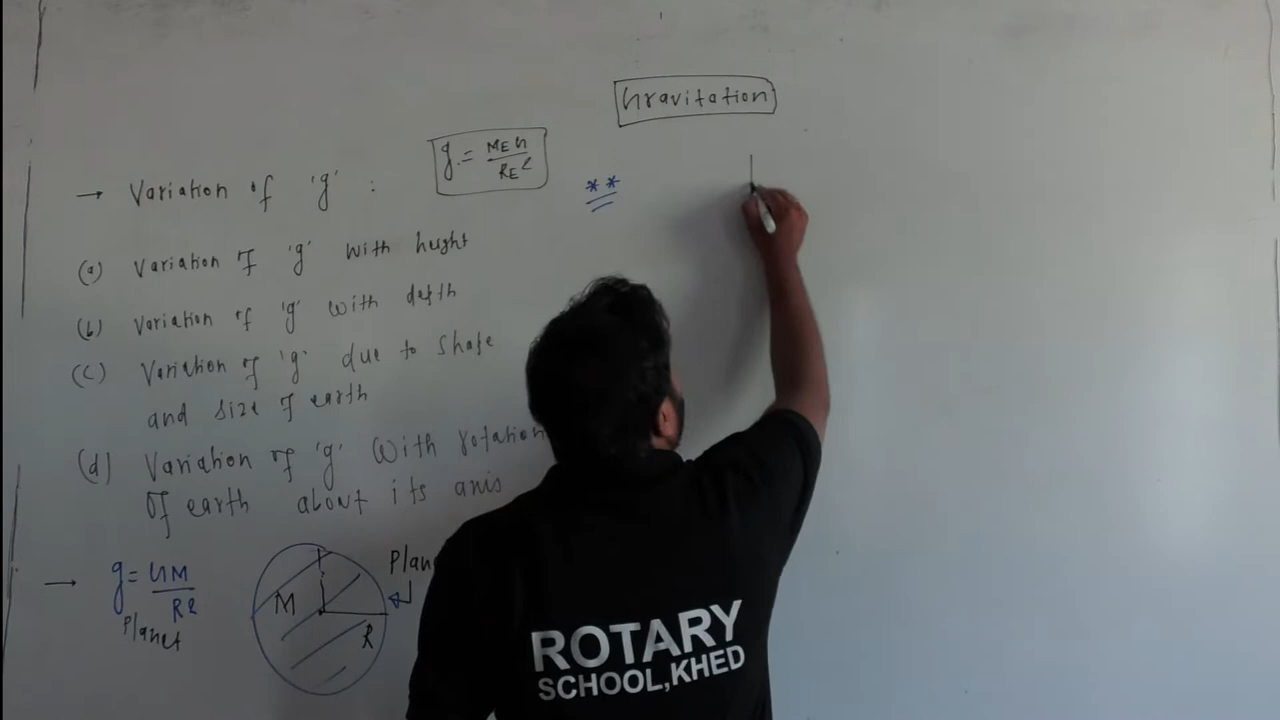 Gravitation
g = MEG / RE²
→ Variation of 'g' :
**
(a) Variation of 'g' with height
(b) Variation of 'g' with depth
(c) Variation of 'g' due to shape
and size of earth
(d) Variation of 'g' with rotation
of earth about its axis
→ g = GM / R²
Planet
M
R
Plane
ROTARY
SCHOOL,KHED